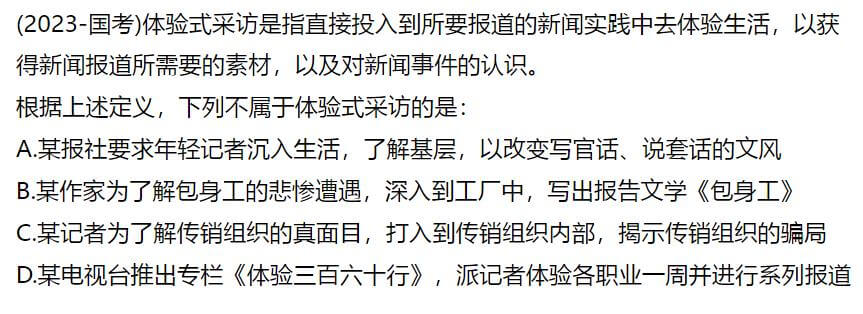 (2023-国考)体验式采访是指直接投入到所要报道的新闻实践中去体验生活，以获
得新闻报道所需要的素材，以及对新闻事件的认识。
根据上述定义，下列不属于体验式采访的是：
A.某报社要求年轻记者沉入生活，了解基层，以改变写官话、说套话的文风
B.某作家为了解包身工的悲惨遭遇，深入到工厂中，写出报告文学《包身工》
C.某记者为了解传销组织的真面目，打入到传销组织内部，揭示传销组织的骗局
D.某电视台推出专栏《体验三百六十行》，派记者体验各职业一周并进行系列报道